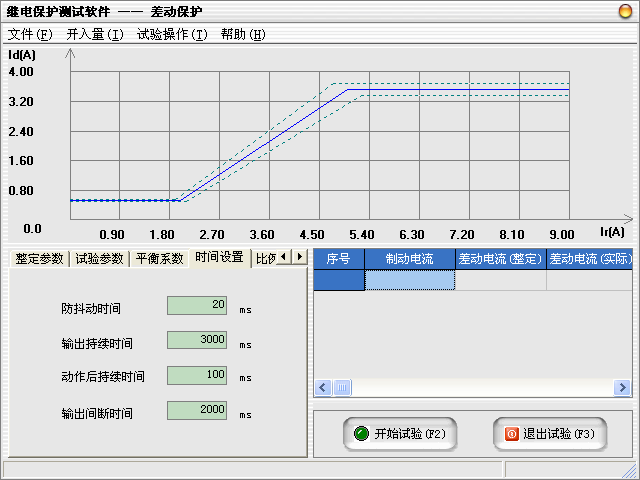 继电保护测试软件 —— 差动保护
文件(F) 开入量(I) 试验操作(T) 帮助(H)
Id(A)
4.00
3.20
2.40
1.60
0.80
0.0
0.90 1.80 2.70 3.60 4.50 5.40 6.30 7.20 8.10 9.00 Ir(A)
整定参数 试验参数 平衡系数 时间设置
序号 制动电流 差动电流(整定) 差动电流(实际)
防抖动时间 20 ms
输出持续时间 3000 ms
动作后持续时间 100 ms
输出间断时间 2000 ms
开始试验(F2) 退出试验(F3)